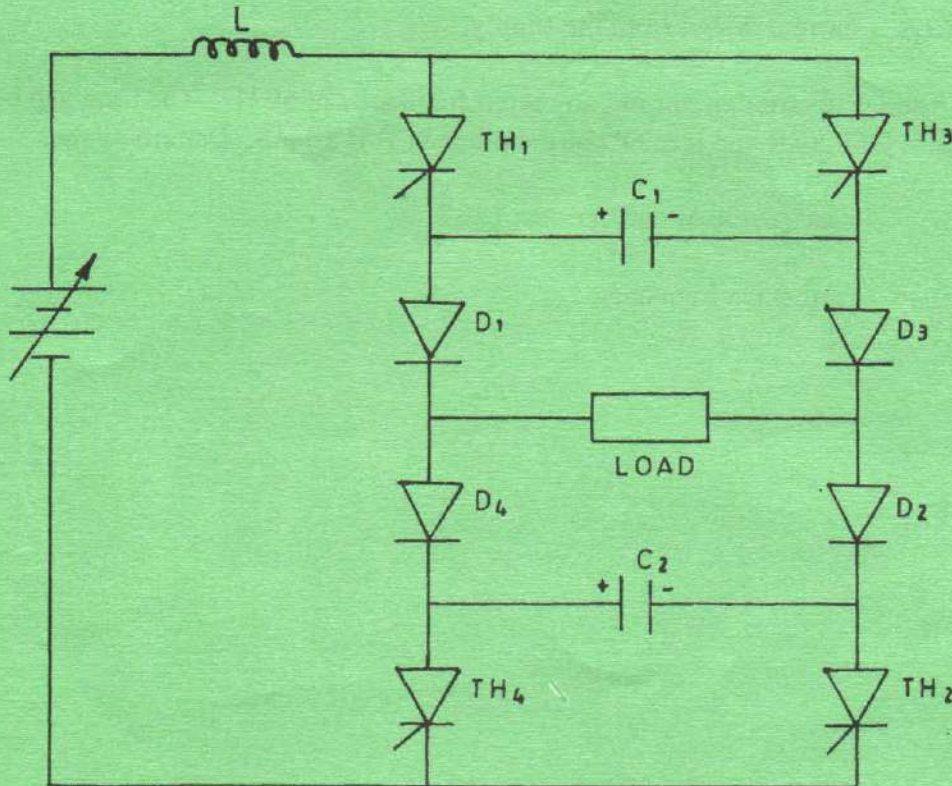 L
TH1
TH3
C1
+ -
D1
D3
LOAD
D4
D2
C2
+ -
TH4
TH2